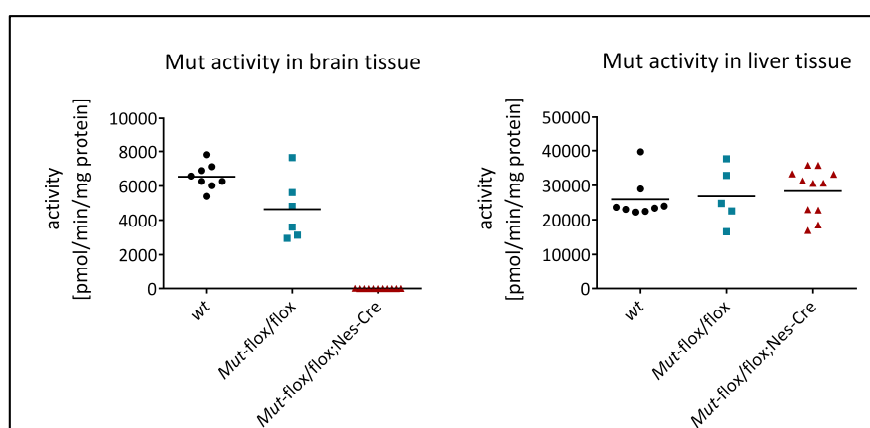 Mut activity in brain tissue
activity
[pmol/min/mg protein]
10000
8000
6000
4000
2000
0
wt
Mut-flox/flox
Mut-flox/flox;Nes-Cre
Mut activity in liver tissue
activity
[pmol/min/mg protein]
50000
40000
30000
20000
10000
0
wt
Mut-flox/flox
Mut-flox/flox;Nes-Cre